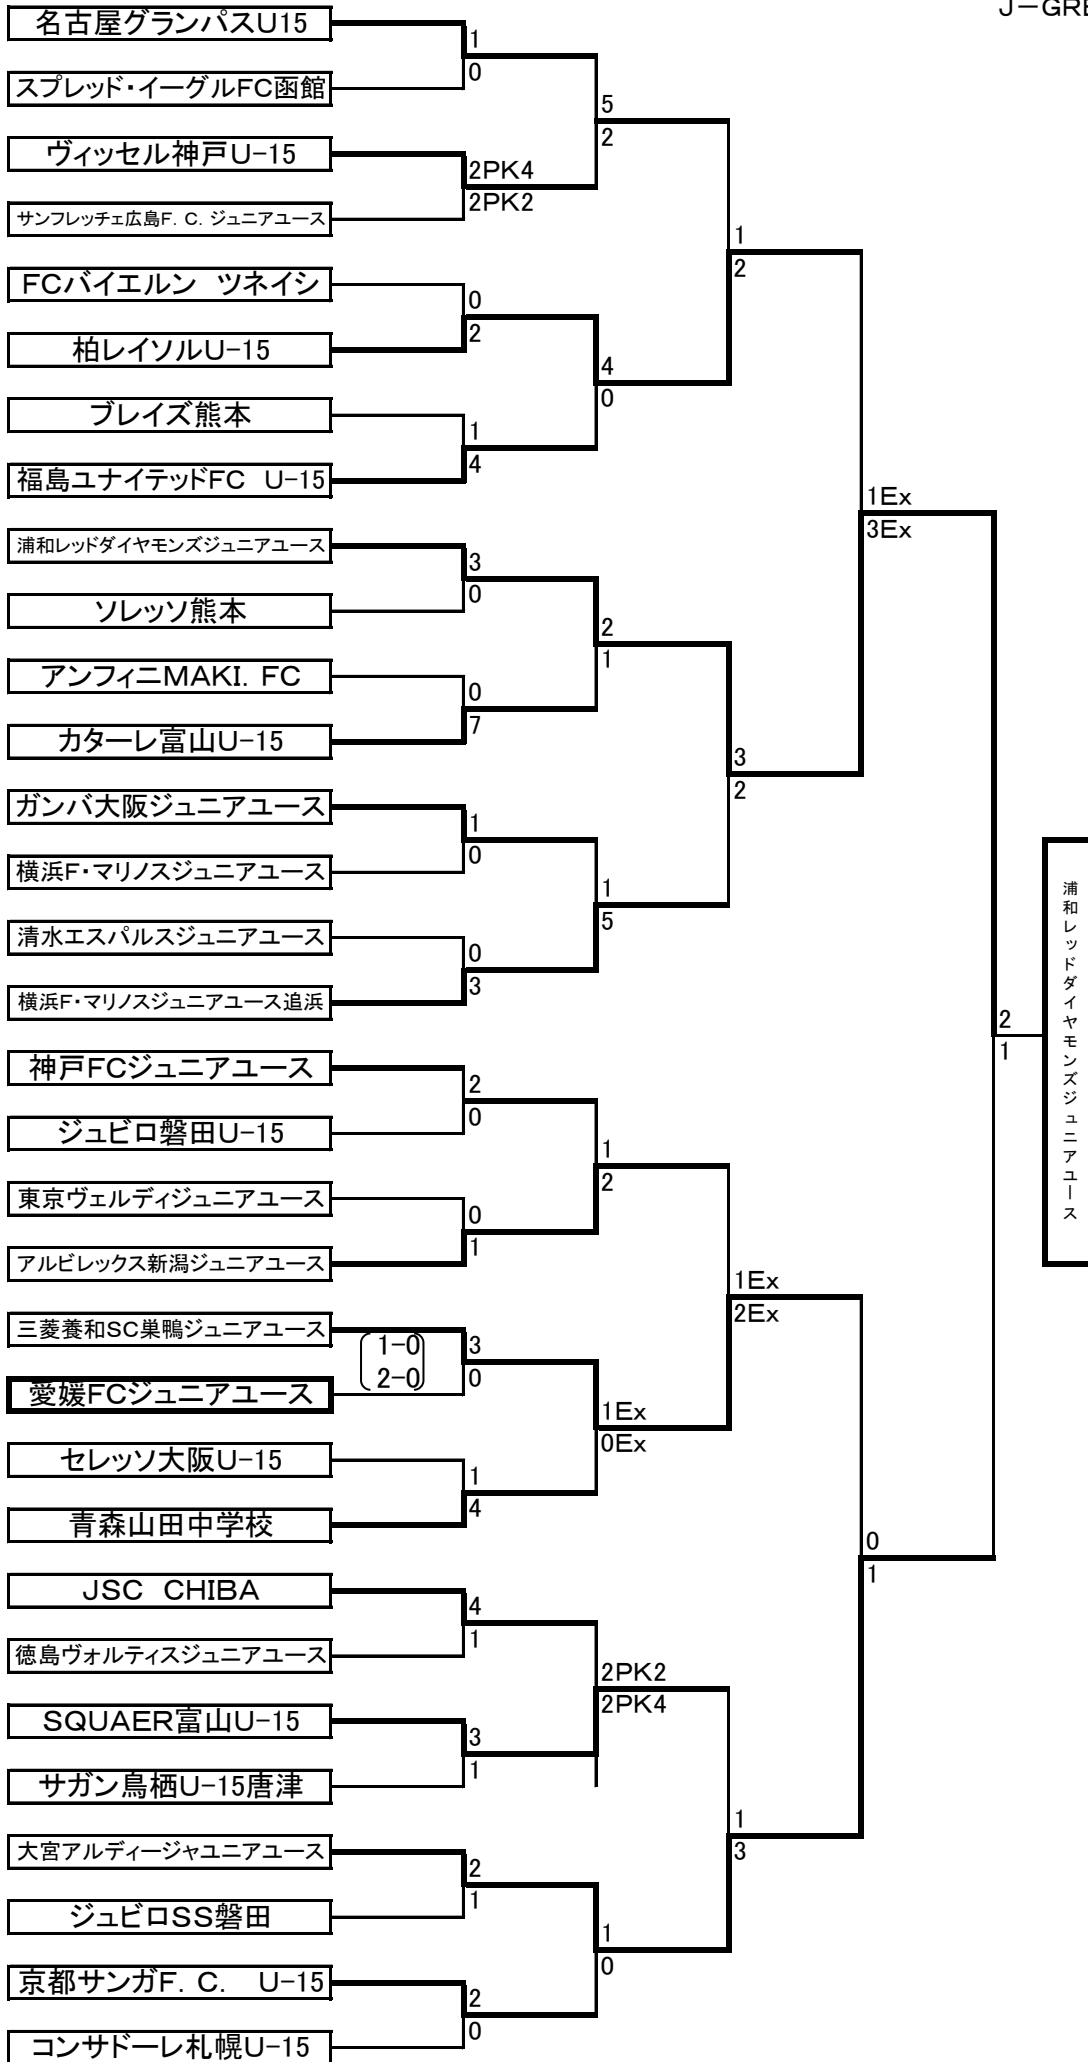 J－GRE
名古屋グランパスU15
1
0
スプレッド・イーグルFC函館
5
2
ヴィッセル神戸U-15
2PK4
2PK2
サンフレッチェ広島F．C．ジュニアユース
1
2
FCバイエルン　ツネイシ
0
2
柏レイソルU-15
4
0
ブレイズ熊本
1
4
福島ユナイテッドFC　U-15
1Ex
3Ex
浦和レッドダイヤモンズジュニアユース
3
0
ソレッソ熊本
2
1
アンフィニMAKI．FC
0
7
カターレ富山U-15
3
2
ガンバ大阪ジュニアユース
1
0
横浜F・マリノスジュニアユース
1
5
清水エスパルスジュニアユース
0
3
横浜F・マリノスジュニアユース追浜
2
1
浦和レッドダイヤモンズジュニアユース
神戸FCジュニアユース
2
0
ジュビロ磐田U-15
1
2
東京ヴェルディジュニアユース
0
1
アルビレックス新潟ジュニアユース
1Ex
2Ex
三菱養和SC巣鴨ジュニアユース
1-0
2-0
3
0
愛媛FCジュニアユース
1Ex
0Ex
セレッソ大阪U-15
1
4
青森山田中学校
0
1
JSC　CHIBA
4
1
徳島ヴォルティスジュニアユース
2PK2
2PK4
SQUAER富山U-15
3
1
サガン鳥栖U-15唐津
1
3
大宮アルディージャユニアユース
2
1
ジュビロSS磐田
1
0
京都サンガF．C．　U-15
2
0
コンサドーレ札幌U-15